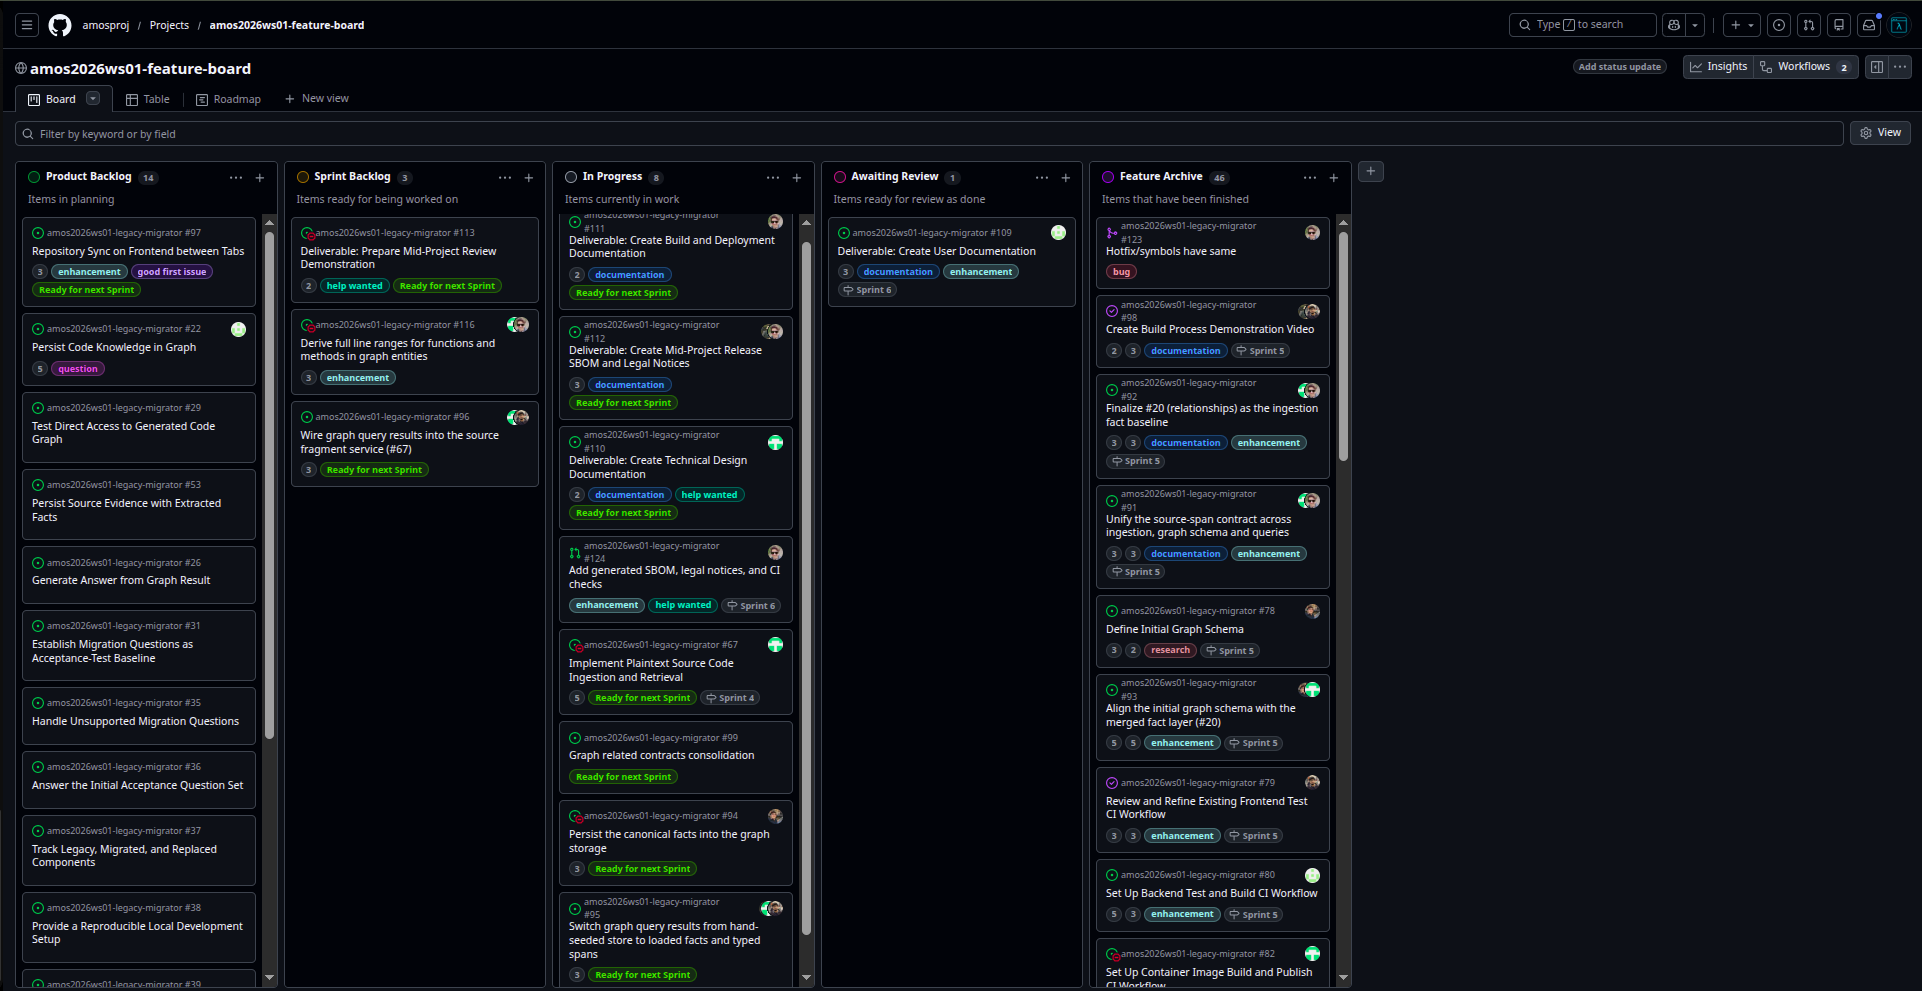 amosproj / Projects / amos2026ws01-feature-board
Type / to search
amos2026ws01-feature-board
Add status update
Insights
Workflows 2
Board
Table
Roadmap
New view
Filter by keyword or by field
View
Product Backlog 14
Items in planning
amos2026ws01-legacy-migrator #97
Repository Sync on Frontend between Tabs
3 enhancement good first issue
Ready for next Sprint
amos2026ws01-legacy-migrator #22
Persist Code Knowledge in Graph
5 question
amos2026ws01-legacy-migrator #29
Test Direct Access to Generated Code
Graph
amos2026ws01-legacy-migrator #53
Persist Source Evidence with Extracted
Facts
amos2026ws01-legacy-migrator #26
Generate Answer from Graph Result
amos2026ws01-legacy-migrator #31
Establish Migration Questions as
Acceptance-Test Baseline
amos2026ws01-legacy-migrator #35
Handle Unsupported Migration Questions
amos2026ws01-legacy-migrator #36
Answer the Initial Acceptance Question Set
amos2026ws01-legacy-migrator #37
Track Legacy, Migrated, and Replaced
Components
amos2026ws01-legacy-migrator #38
Provide a Reproducible Local Development
Setup
amos2026ws01-legacy-migrator #39
Sprint Backlog 3
Items ready for being worked on
amos2026ws01-legacy-migrator #113
Deliverable: Prepare Mid-Project Review
Demonstration
2 help wanted Ready for next Sprint
amos2026ws01-legacy-migrator #116
Derive full line ranges for functions and
methods in graph entities
3 enhancement
amos2026ws01-legacy-migrator #96
Wire graph query results into the source
fragment service (#67)
3 Ready for next Sprint
In Progress 8
Items currently in work
amos2026ws01-legacy-migrator
#111
Deliverable: Create Build and Deployment
Documentation
2 documentation
Ready for next Sprint
amos2026ws01-legacy-migrator
#112
Deliverable: Create Mid-Project Release
SBOM and Legal Notices
3 documentation
Ready for next Sprint
amos2026ws01-legacy-migrator
#110
Deliverable: Create Technical Design
Documentation
2 documentation help wanted
Ready for next Sprint
amos2026ws01-legacy-migrator
#124
Add generated SBOM, legal notices, and CI
checks
enhancement help wanted Sprint 6
amos2026ws01-legacy-migrator #67
Implement Plaintext Source Code
Ingestion and Retrieval
5 Ready for next Sprint Sprint 4
amos2026ws01-legacy-migrator #99
Graph related contracts consolidation
Ready for next Sprint
amos2026ws01-legacy-migrator #94
Persist the canonical facts into the graph
storage
3 Ready for next Sprint
amos2026ws01-legacy-migrator
#95
Switch graph query results from hand-
seeded store to loaded facts and typed
spans
3 Ready for next Sprint
Awaiting Review 1
Items ready for review as done
amos2026ws01-legacy-migrator #109
Deliverable: Create User Documentation
3 documentation enhancement
Sprint 6
Feature Archive 46
Items that have been finished
amos2026ws01-legacy-migrator
#123
Hotfix/symbols have same
bug
amos2026ws01-legacy-migrator
#98
Create Build Process Demonstration Video
2 3 documentation Sprint 5
amos2026ws01-legacy-migrator
#92
Finalize #20 (relationships) as the ingestion
fact baseline
3 3 documentation enhancement
Sprint 5
amos2026ws01-legacy-migrator
#91
Unify the source-span contract across
ingestion, graph schema and queries
3 3 documentation enhancement
Sprint 5
amos2026ws01-legacy-migrator #78
Define Initial Graph Schema
3 2 research Sprint 5
amos2026ws01-legacy-migrator
#93
Align the initial graph schema with the
merged fact layer (#20)
5 5 enhancement Sprint 5
amos2026ws01-legacy-migrator #79
Review and Refine Existing Frontend Test
CI Workflow
3 3 enhancement Sprint 5
amos2026ws01-legacy-migrator #80
Set Up Backend Test and Build CI Workflow
5 3 enhancement Sprint 5
amos2026ws01-legacy-migrator #82
Set Up Container Image Build and Publish
CI Workflow